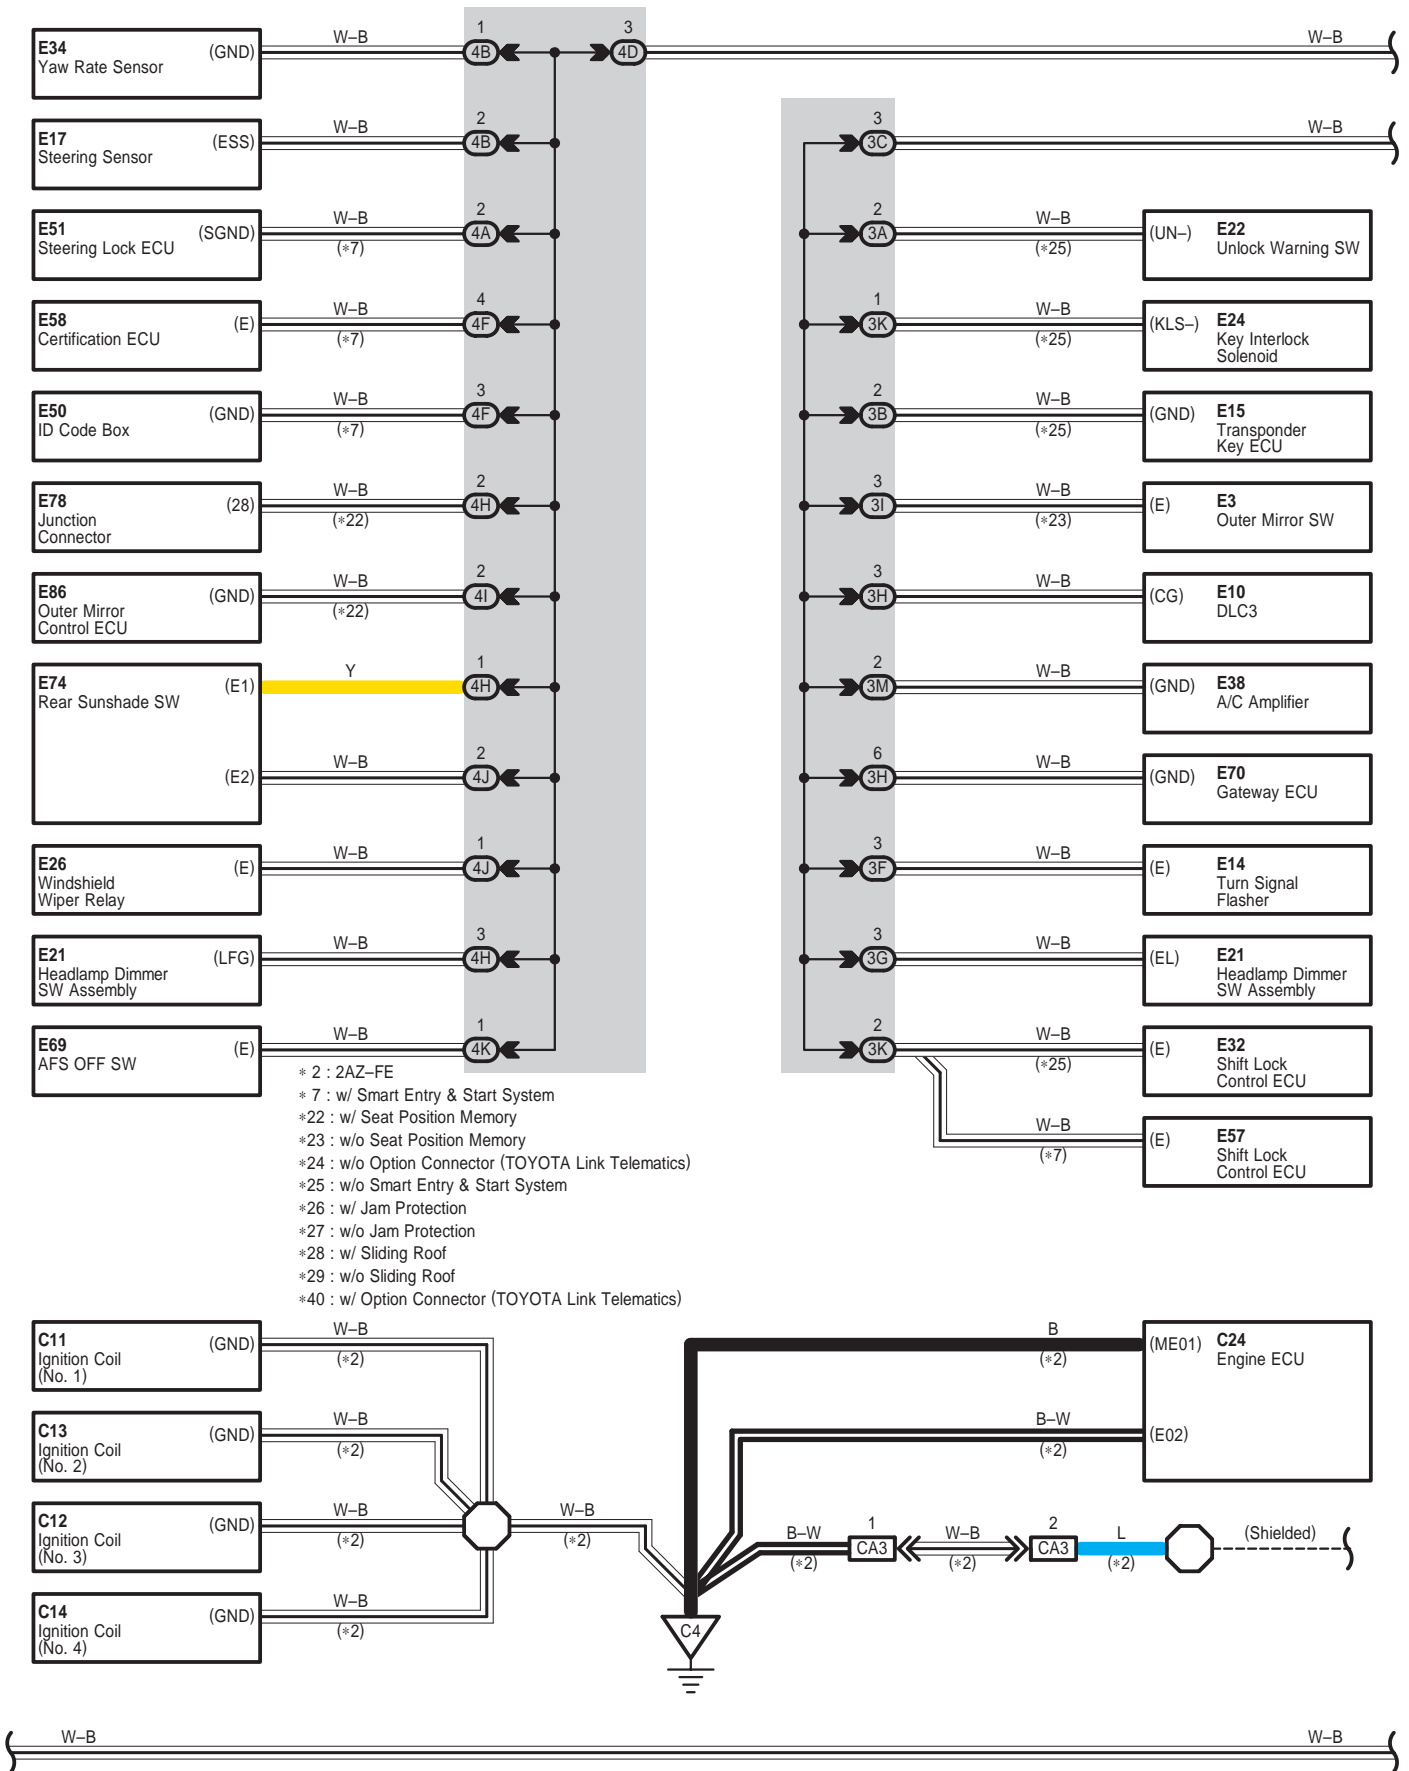 E34 (GND) W–B 1 4B 3 4D W–B
Yaw Rate Sensor
E17 (ESS) W–B 2 4B
Steering Sensor
3 3C W–B
E51 (SGND) W–B 2 4A
Steering Lock ECU (*7)
2 3A W–B (UN–) E22
(*25) Unlock Warning SW
E58 (E) W–B 4 4F
Certification ECU (*7)
1 3K W–B (KLS–) E24
(*25) Key Interlock
Solenoid
E50 (GND) W–B 3 4F
ID Code Box (*7)
2 3B W–B (GND) E15
(*25) Transponder
Key ECU
E78 (28) W–B 2 4H
Junction (*22)
Connector
3 3I W–B (E) E3
(*23) Outer Mirror SW
E86 (GND) W–B 2 4I
Outer Mirror (*22)
Control ECU
3 3H W–B (CG) E10
DLC3
E74 (E1) Y 1 4H
Rear Sunshade SW
(E2) W–B 2 4J
2 3M W–B (GND) E38
A/C Amplifier
6 3H W–B (GND) E70
Gateway ECU
E26 (E) W–B 1 4J
Windshield
Wiper Relay
3 3F W–B (E) E14
Turn Signal
Flasher
E21 (LFG) W–B 3 4H
Headlamp Dimmer
SW Assembly
3 3G W–B (EL) E21
Headlamp Dimmer
SW Assembly
E69 (E) W–B 1 4K
AFS OFF SW
2 3K W–B (E) E32
(*25) Shift Lock
Control ECU
W–B (E) E57
(*7) Shift Lock
Control ECU
* 2 : 2AZ–FE
* 7 : w/ Smart Entry & Start System
*22 : w/ Seat Position Memory
*23 : w/o Seat Position Memory
*24 : w/o Option Connector (TOYOTA Link Telematics)
*25 : w/o Smart Entry & Start System
*26 : w/ Jam Protection
*27 : w/o Jam Protection
*28 : w/ Sliding Roof
*29 : w/o Sliding Roof
*40 : w/ Option Connector (TOYOTA Link Telematics)
C11 (GND) W–B
Ignition Coil (*2)
(No. 1)
C13 (GND) W–B
Ignition Coil (*2)
(No. 2)
C12 (GND) W–B
Ignition Coil (*2)
(No. 3)
C14 (GND) W–B
Ignition Coil (*2)
(No. 4)
W–B
(*2)
B (ME01) C24
(*2) Engine ECU
B–W (E02)
(*2)
B–W 1 CA3 W–B 2 CA3 L (Shielded)
(*2) (*2) (*2)
C4
W–B W–B